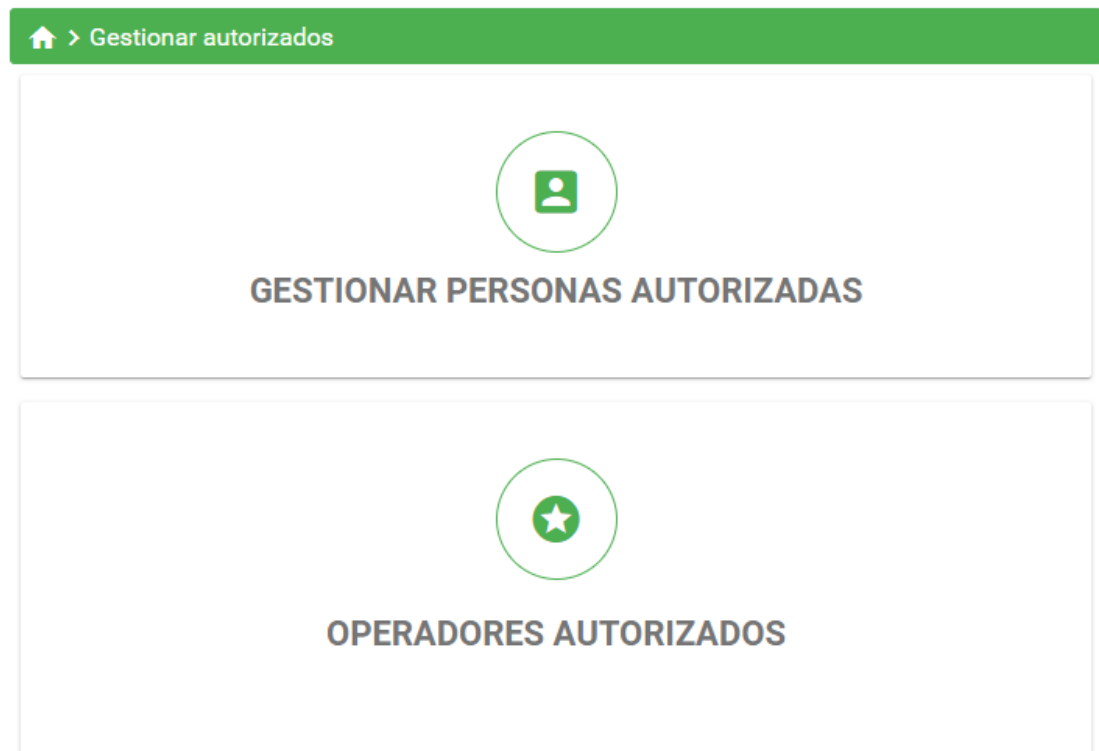 > Gestionar autorizados
GESTIONAR PERSONAS AUTORIZADAS
OPERADORES AUTORIZADOS